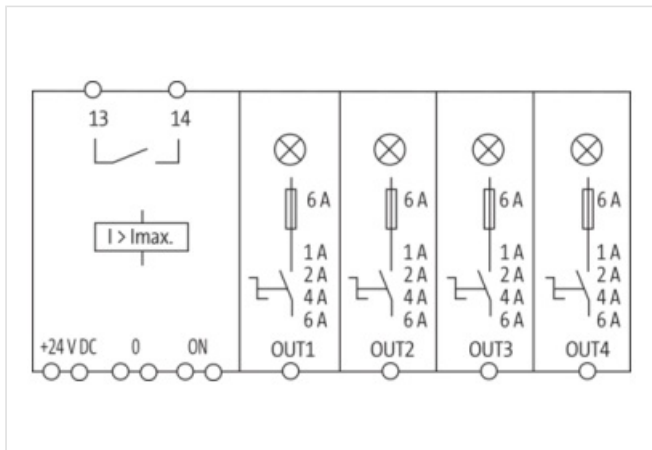 13 14
I > Imax.
+24 V DC 0 ON
6 A
1 A
2 A
4 A
6 A
OUT1
6 A
1 A
2 A
4 A
6 A
OUT2
6 A
1 A
2 A
4 A
6 A
OUT3
6 A
1 A
2 A
4 A
6 A
OUT4